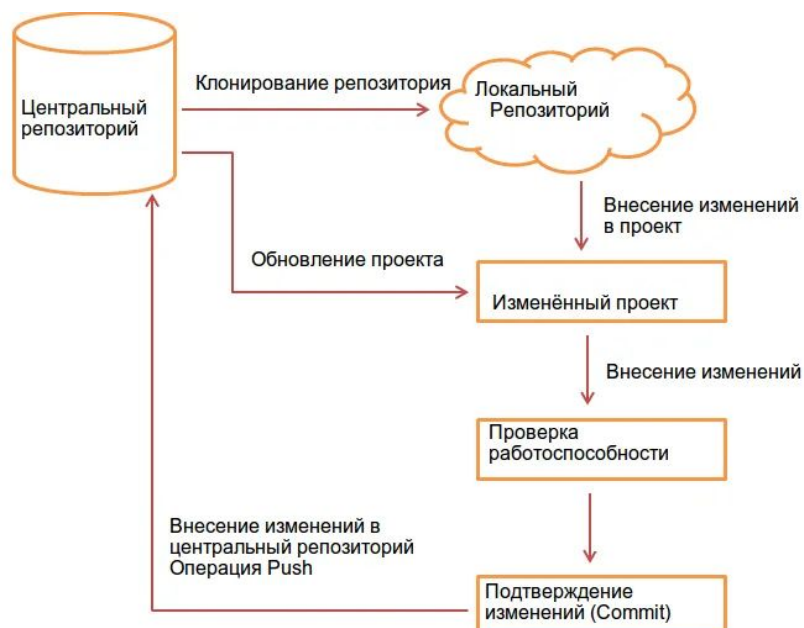 Клонирование репозитория
Локальный
Репозиторий
Центральный
репозиторий
Внесение изменений
в проект
Обновление проекта
Изменённый проект
Внесение изменений
Проверка
работоспособности
Внесение изменений в
центральный репозиторий
Операция Push
Подтверждение
изменений (Commit)